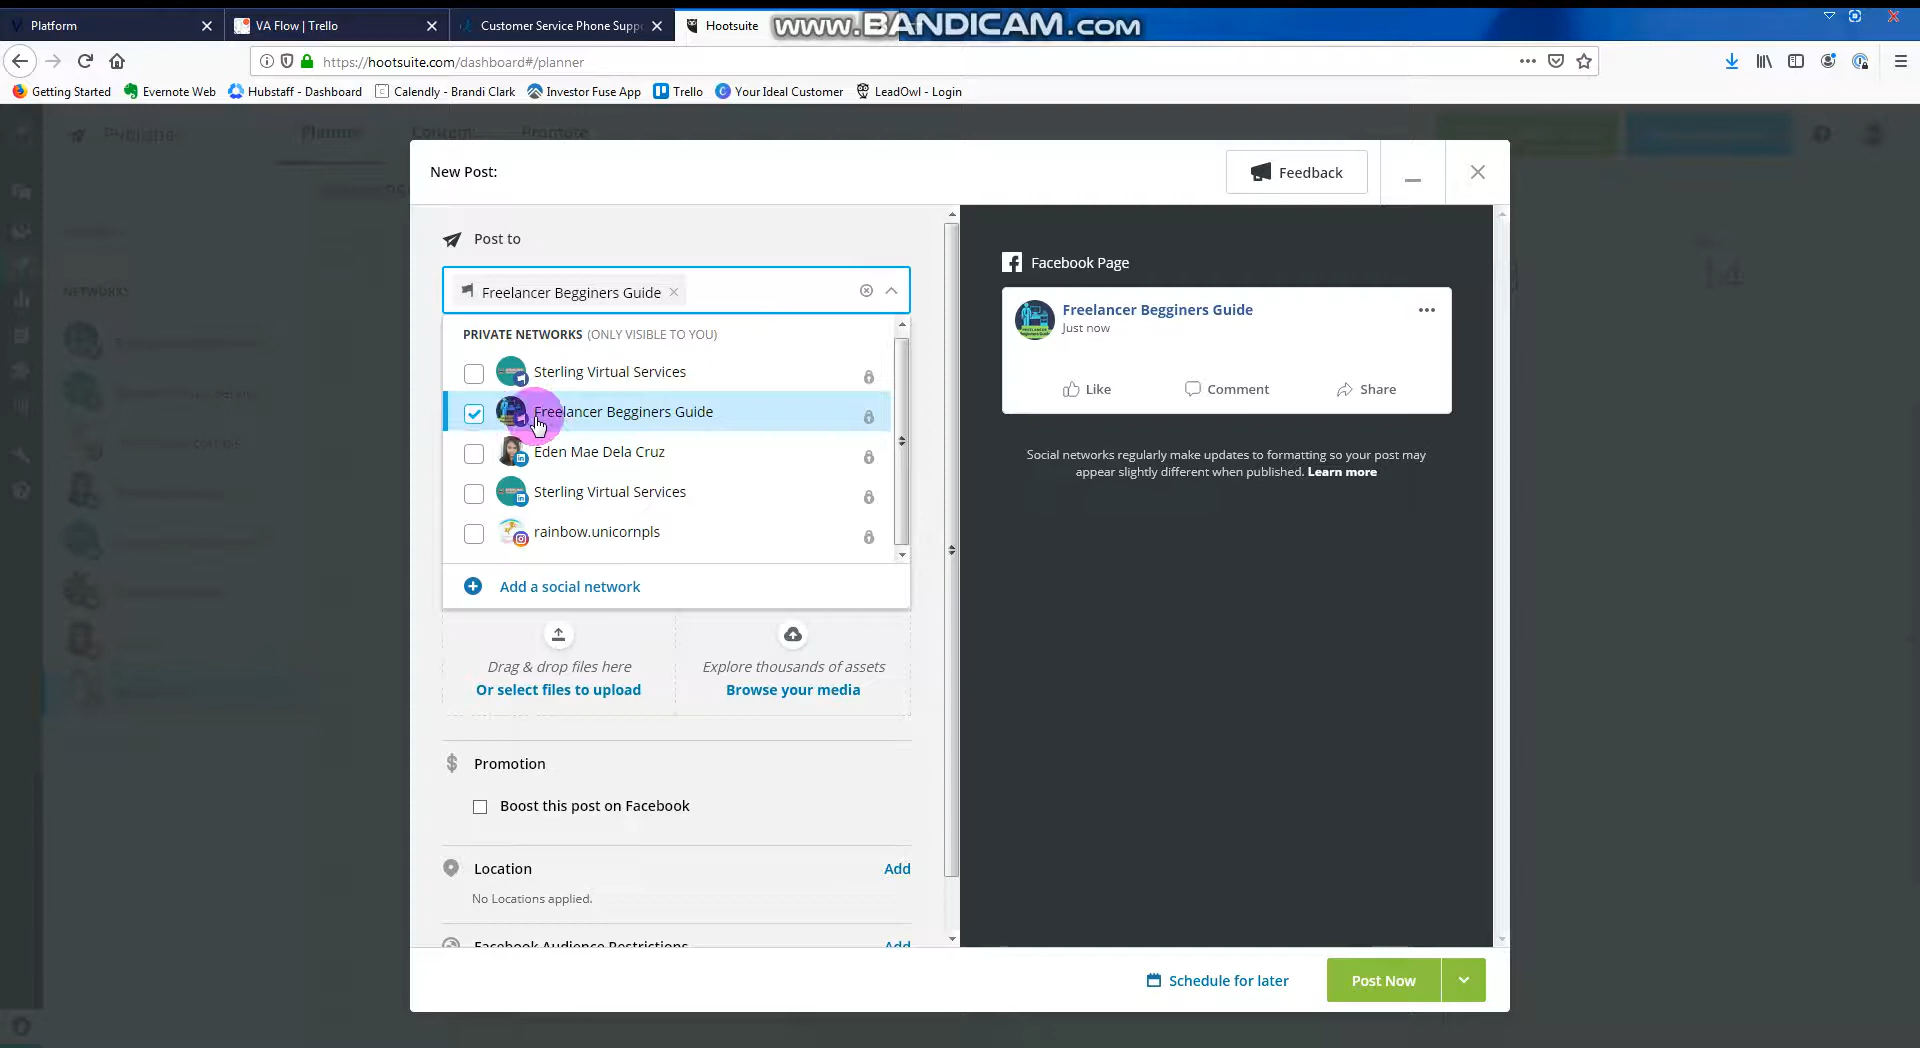 Platform
VA Flow | Trello
Customer Service Phone Supp
Hootsuite
www.BANDICAM.com
https://hootsuite.com/dashboard#/planner
Getting Started
Evernote Web
Hubstaff - Dashboard
Calendly - Brandi Clark
Investor Fuse App
Trello
Your Ideal Customer
LeadOwl - Login
Publisher
Planner
Content
Promote
New Post:
Feedback
Post to
Freelancer Begginers Guide
PRIVATE NETWORKS (ONLY VISIBLE TO YOU)
Sterling Virtual Services
Freelancer Begginers Guide
Eden Mae Dela Cruz
Sterling Virtual Services
rainbow.unicornpls
Add a social network
Drag & drop files here
Or select files to upload
Explore thousands of assets
Browse your media
Promotion
Boost this post on Facebook
Location
Add
No Locations applied.
Facebook Audience Restrictions
Add
Facebook Page
Freelancer Begginers Guide
Just now
Like
Comment
Share
Social networks regularly make updates to formatting so your post may
appear slightly different when published. Learn more
Schedule for later
Post Now
NETWORKS
14